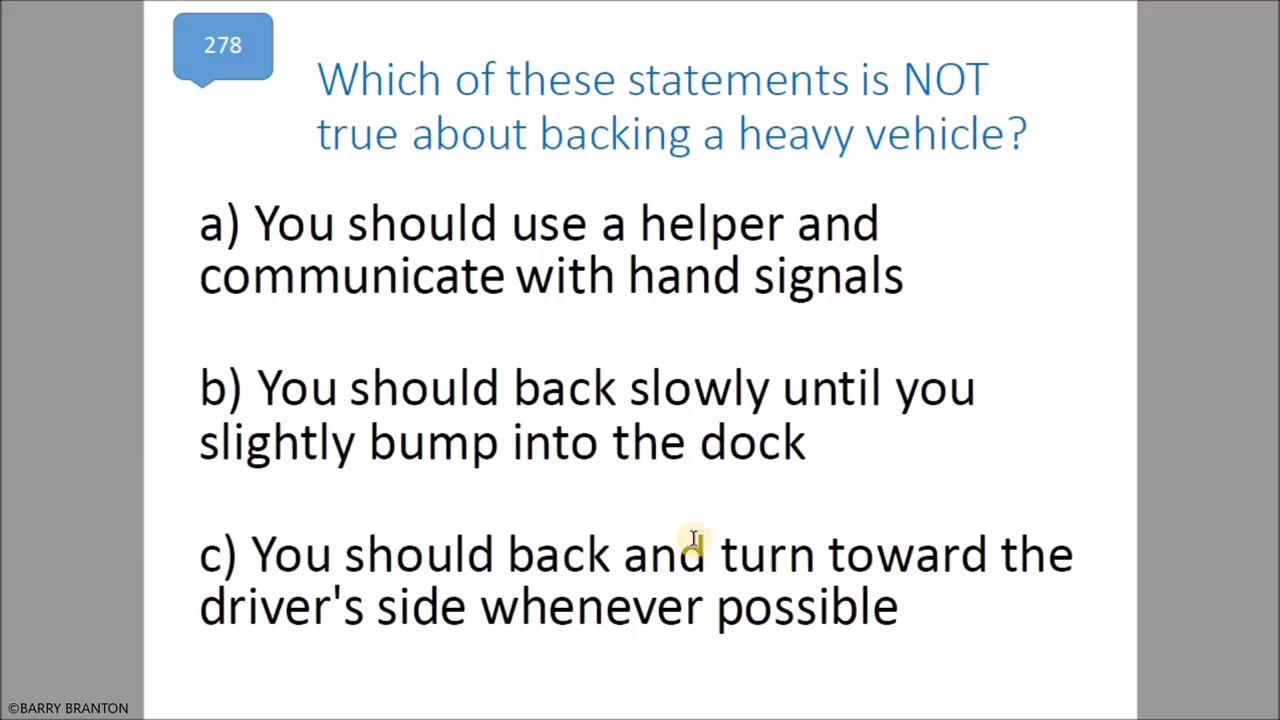 278
Which of these statements is NOT
true about backing a heavy vehicle?
a) You should use a helper and
communicate with hand signals
b) You should back slowly until you
slightly bump into the dock
c) You should back and turn toward the
driver's side whenever possible
©BARRY BRANTON